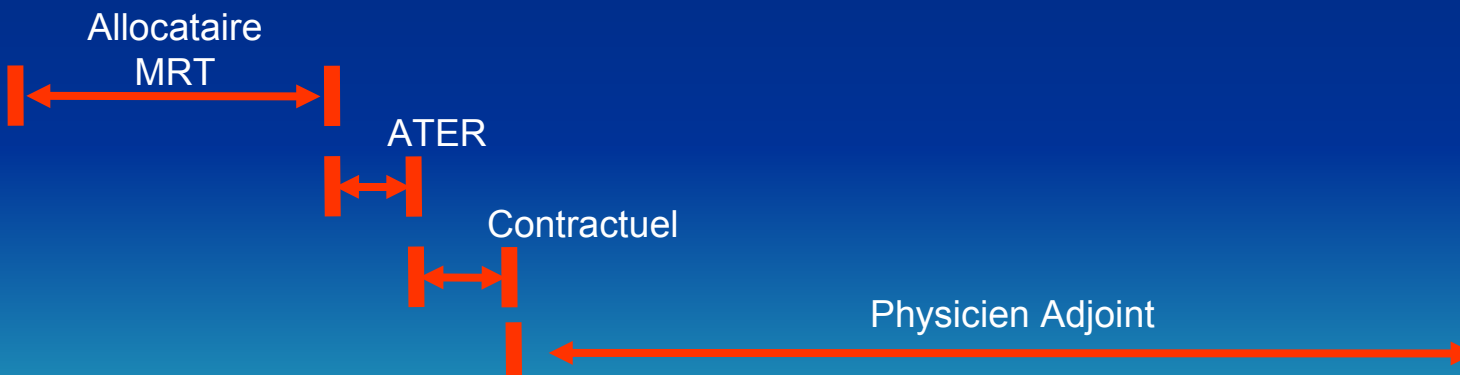 Allocataire
MRT
ATER
Contractuel
Physicien Adjoint